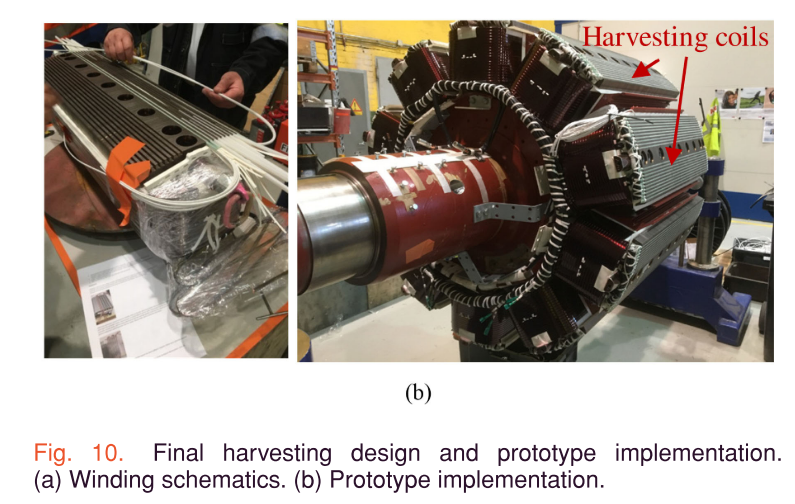 Harvesting coils
(b)
Fig. 10. Final harvesting design and prototype implementation.
(a) Winding schematics. (b) Prototype implementation.